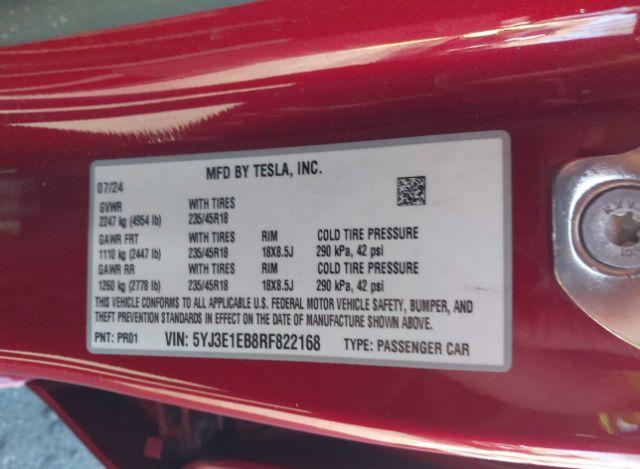 MFD BY TESLA, INC.
07/24
GVWR WITH TIRES
2247 kg (4954 lb) 235/45R18
GAWR FRT WITH TIRES RIM COLD TIRE PRESSURE
1110 kg (2447 lb) 235/45R18 18X8.5J 290 kPa, 42 psi
GAWR RR WITH TIRES RIM COLD TIRE PRESSURE
1260 kg (2778 lb) 235/45R18 18X8.5J 290 kPa, 42 psi
THIS VEHICLE CONFORMS TO ALL APPLICABLE U.S. FEDERAL MOTOR VEHICLE SAFETY, BUMPER, AND
THEFT PREVENTION STANDARDS IN EFFECT ON THE DATE OF MANUFACTURE SHOWN ABOVE.
PNT: PR01 VIN: 5YJ3E1EB8RF822168 TYPE: PASSENGER CAR